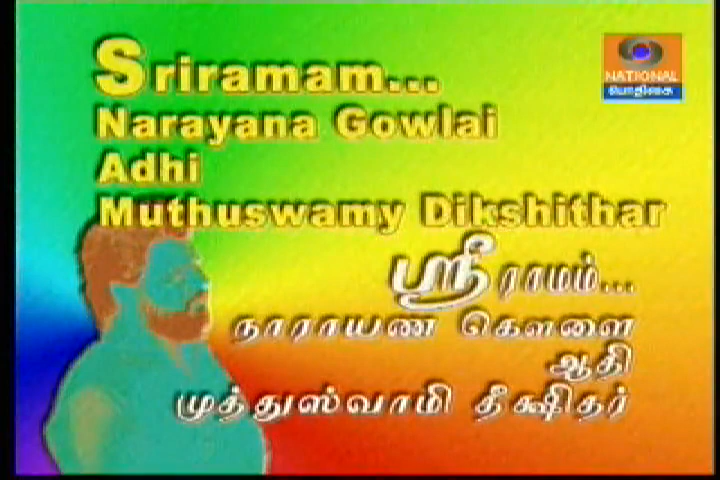 Sriramam...
NATIONAL
பொதிகை
Narayana Gowlai
Adhi
Muthuswamy Dikshithar
ஸ்ரீ ராமம்...
நாராயண கௌளை
ஆதி
முத்துஸ்வாமி தீக்ஷிதர்